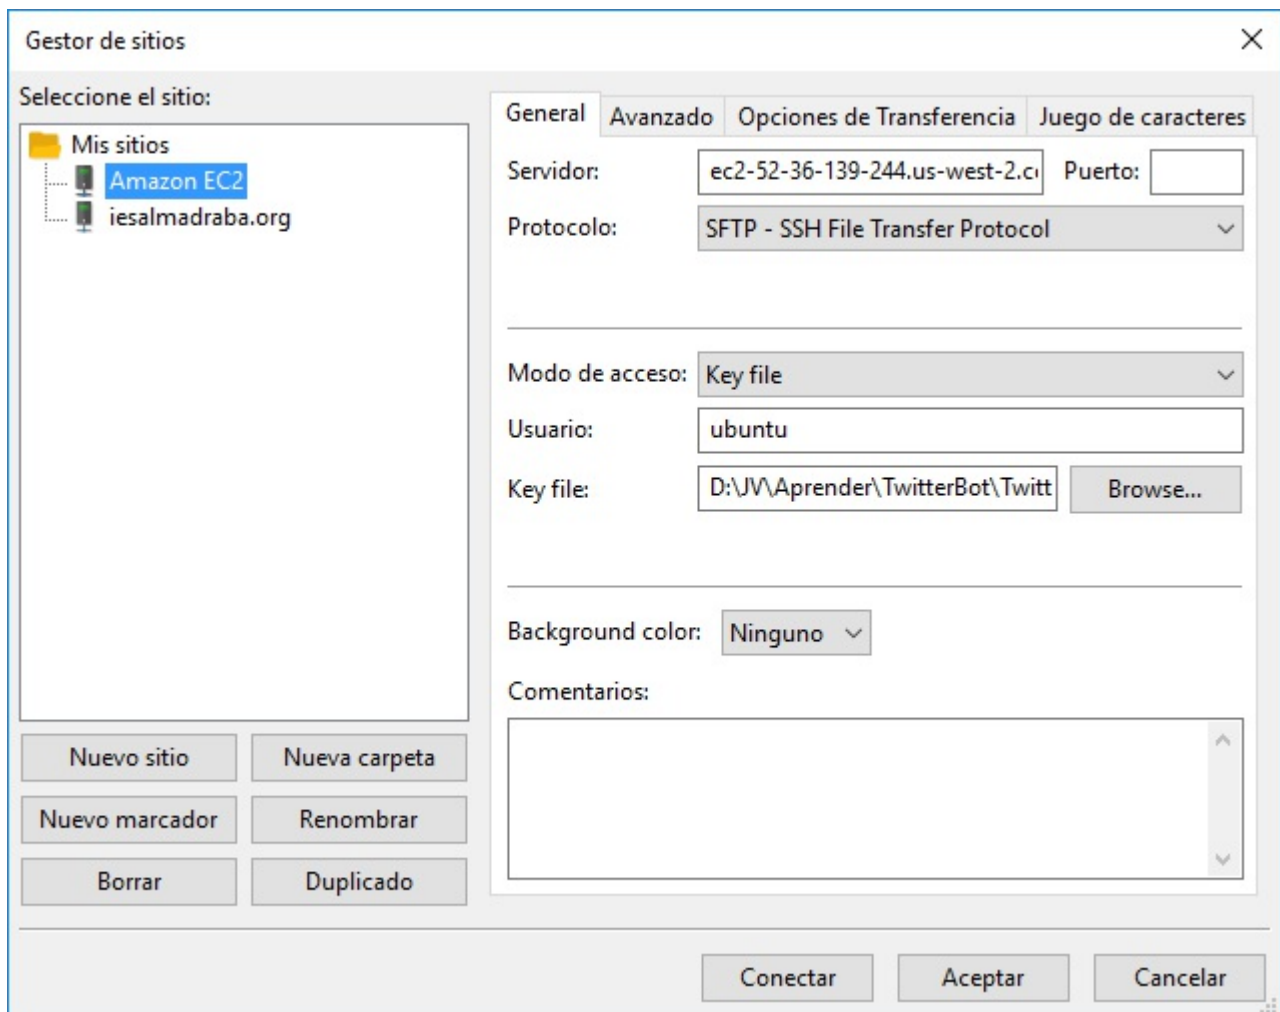 Gestor de sitios
Seleccione el sitio:
Mis sitios
Amazon EC2
iesalmadraba.org
Nuevo sitio
Nueva carpeta
Nuevo marcador
Renombrar
Borrar
Duplicado
General
Avanzado
Opciones de Transferencia
Juego de caracteres
Servidor: ec2-52-36-139-244.us-west-2.c Puerto:
Protocolo: SFTP - SSH File Transfer Protocol
Modo de acceso: Key file
Usuario: ubuntu
Key file: D:\JV\Aprender\TwitterBot\Twitt Browse...
Background color: Ninguno
Comentarios:
Conectar
Aceptar
Cancelar